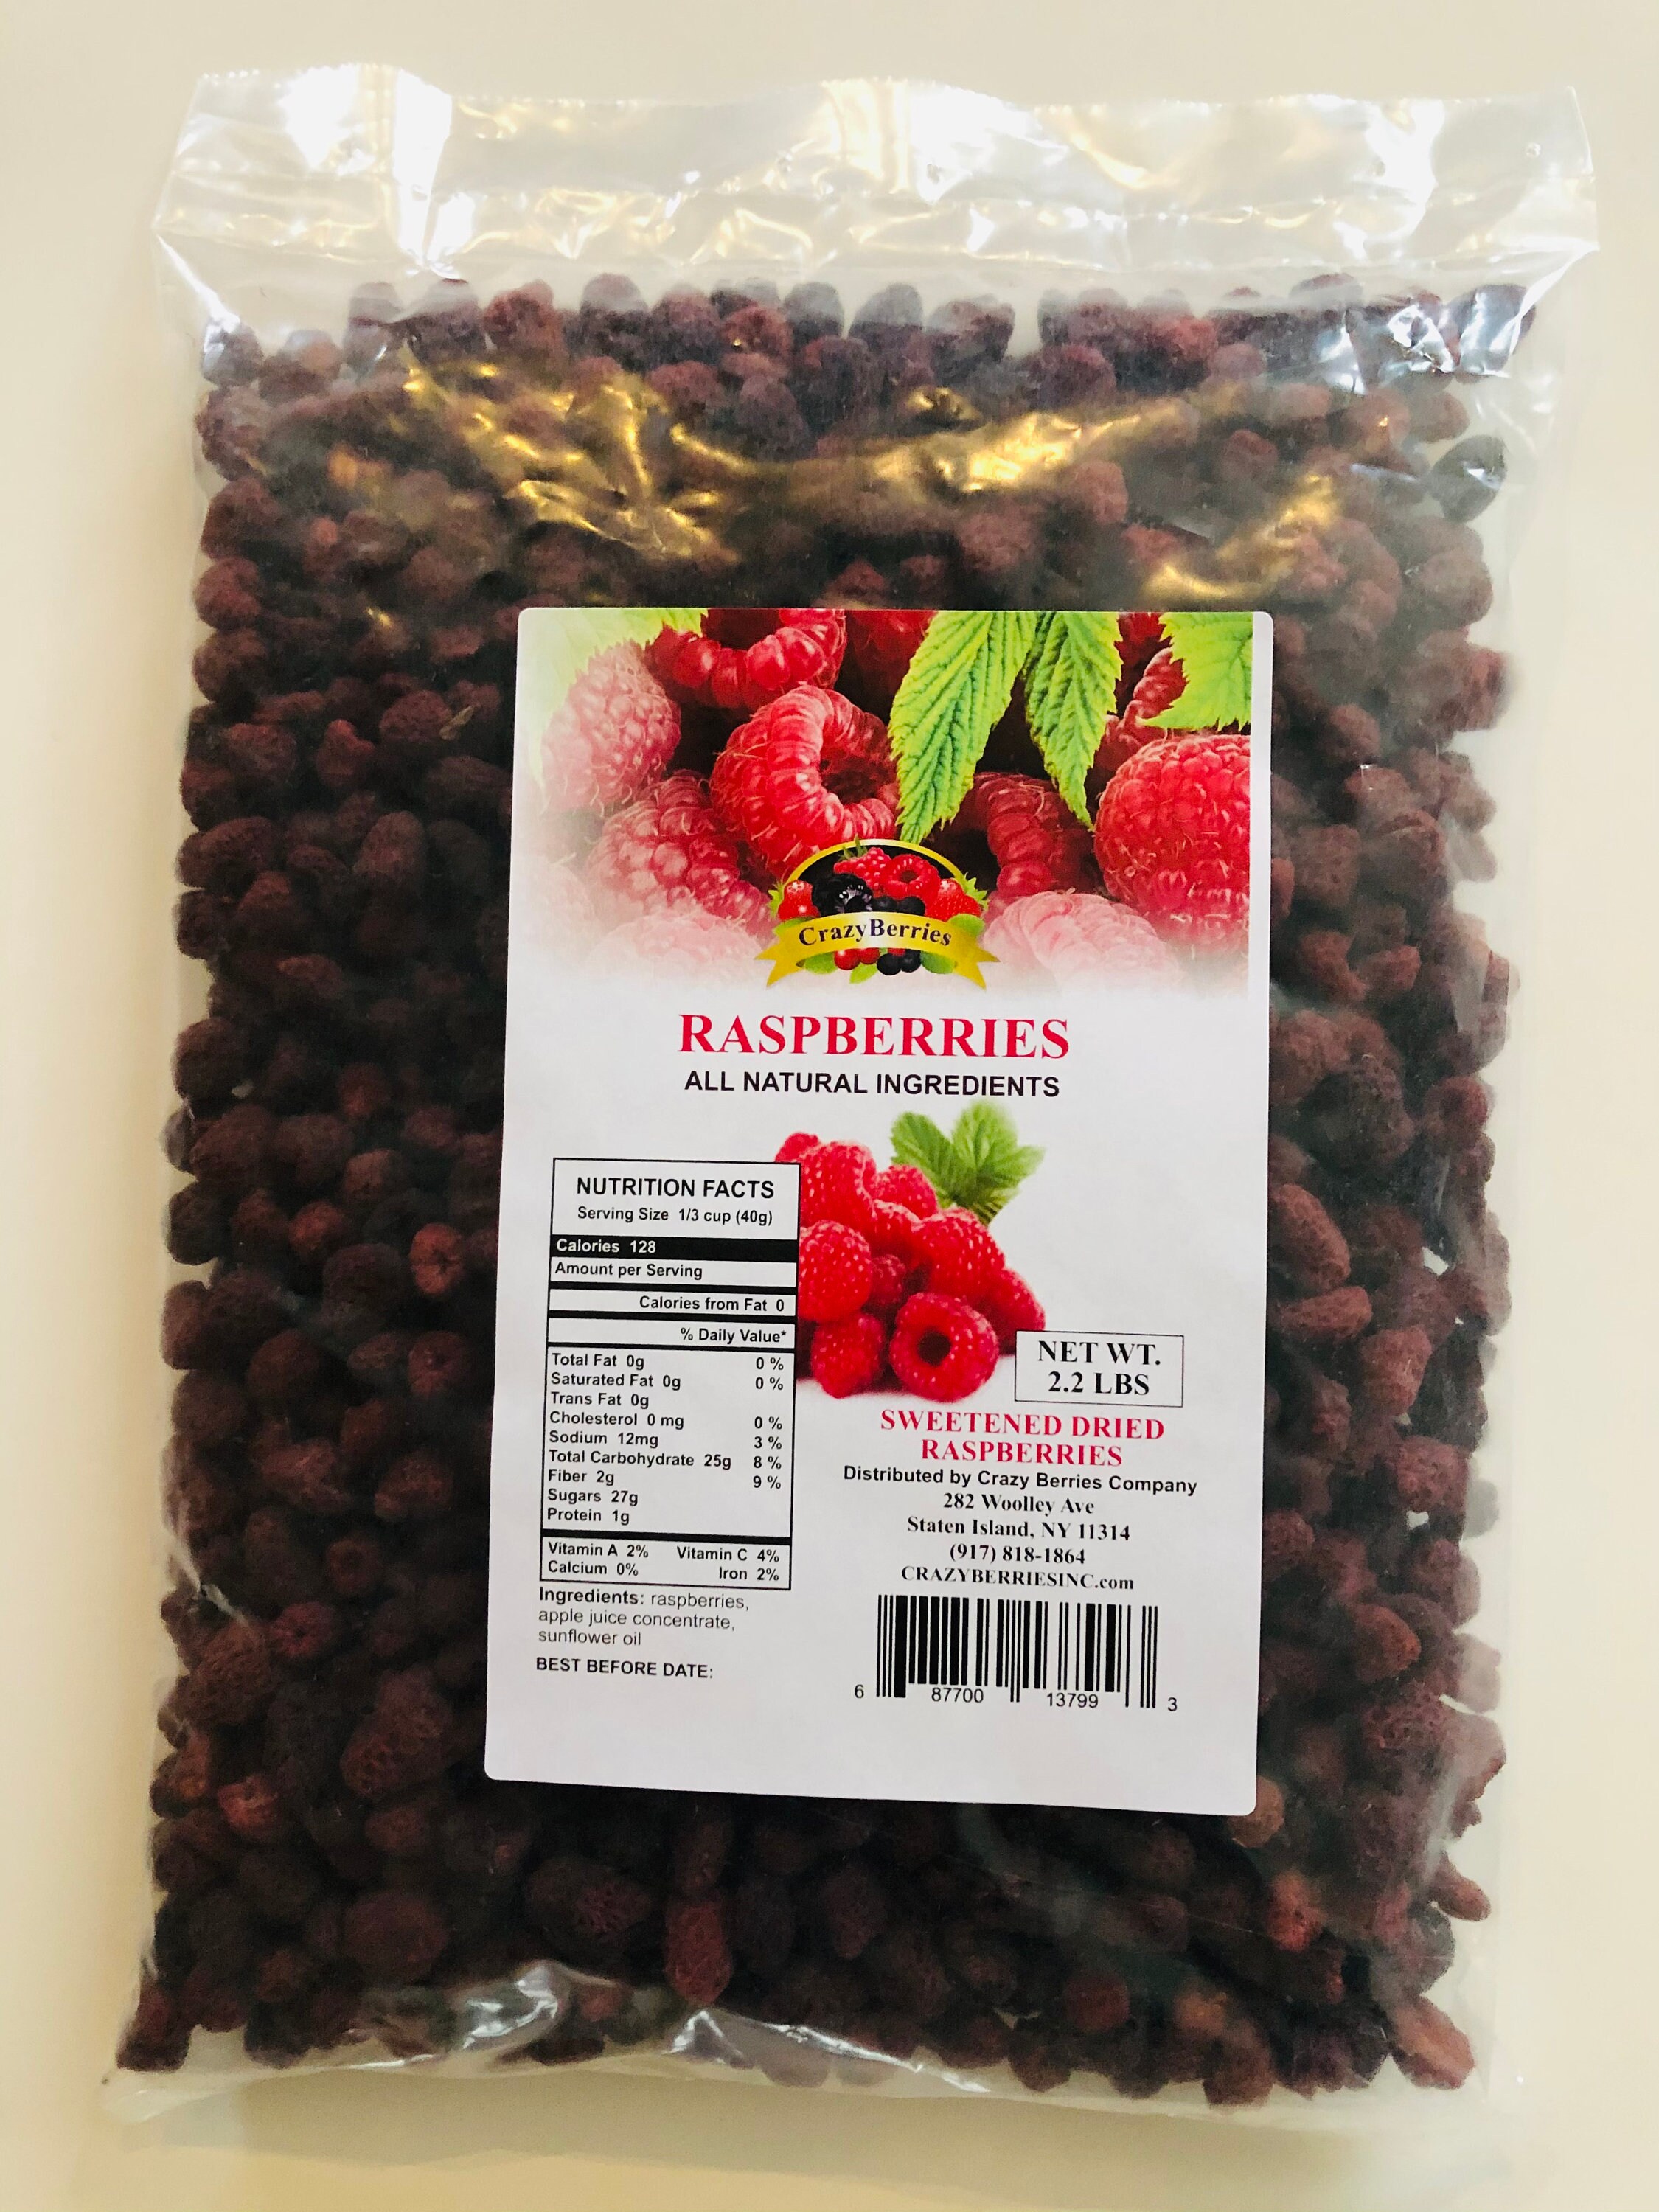 CrazyBerries
RASPBERRIES
ALL NATURAL INGREDIENTS
NUTRITION FACTS
Serving Size 1/3 cup (40g)
Calories 128
Amount per Serving
Calories from Fat 0
% Daily Value*
Total Fat 0g 0 %
Saturated Fat 0g 0 %
Trans Fat 0g
Cholesterol 0 mg 0 %
Sodium 12mg 3 %
Total Carbohydrate 25g 8 %
Fiber 2g 9 %
Sugars 27g
Protein 1g
Vitamin A 2% Vitamin C 4%
Calcium 0% Iron 2%
Ingredients: raspberries,
apple juice concentrate,
sunflower oil
BEST BEFORE DATE:
NET WT.
2.2 LBS
SWEETENED DRIED
RASPBERRIES
Distributed by Crazy Berries Company
282 Woolley Ave
Staten Island, NY 11314
(917) 818-1864
CRAZYBERRIESINC.com
6 87700 13799 3